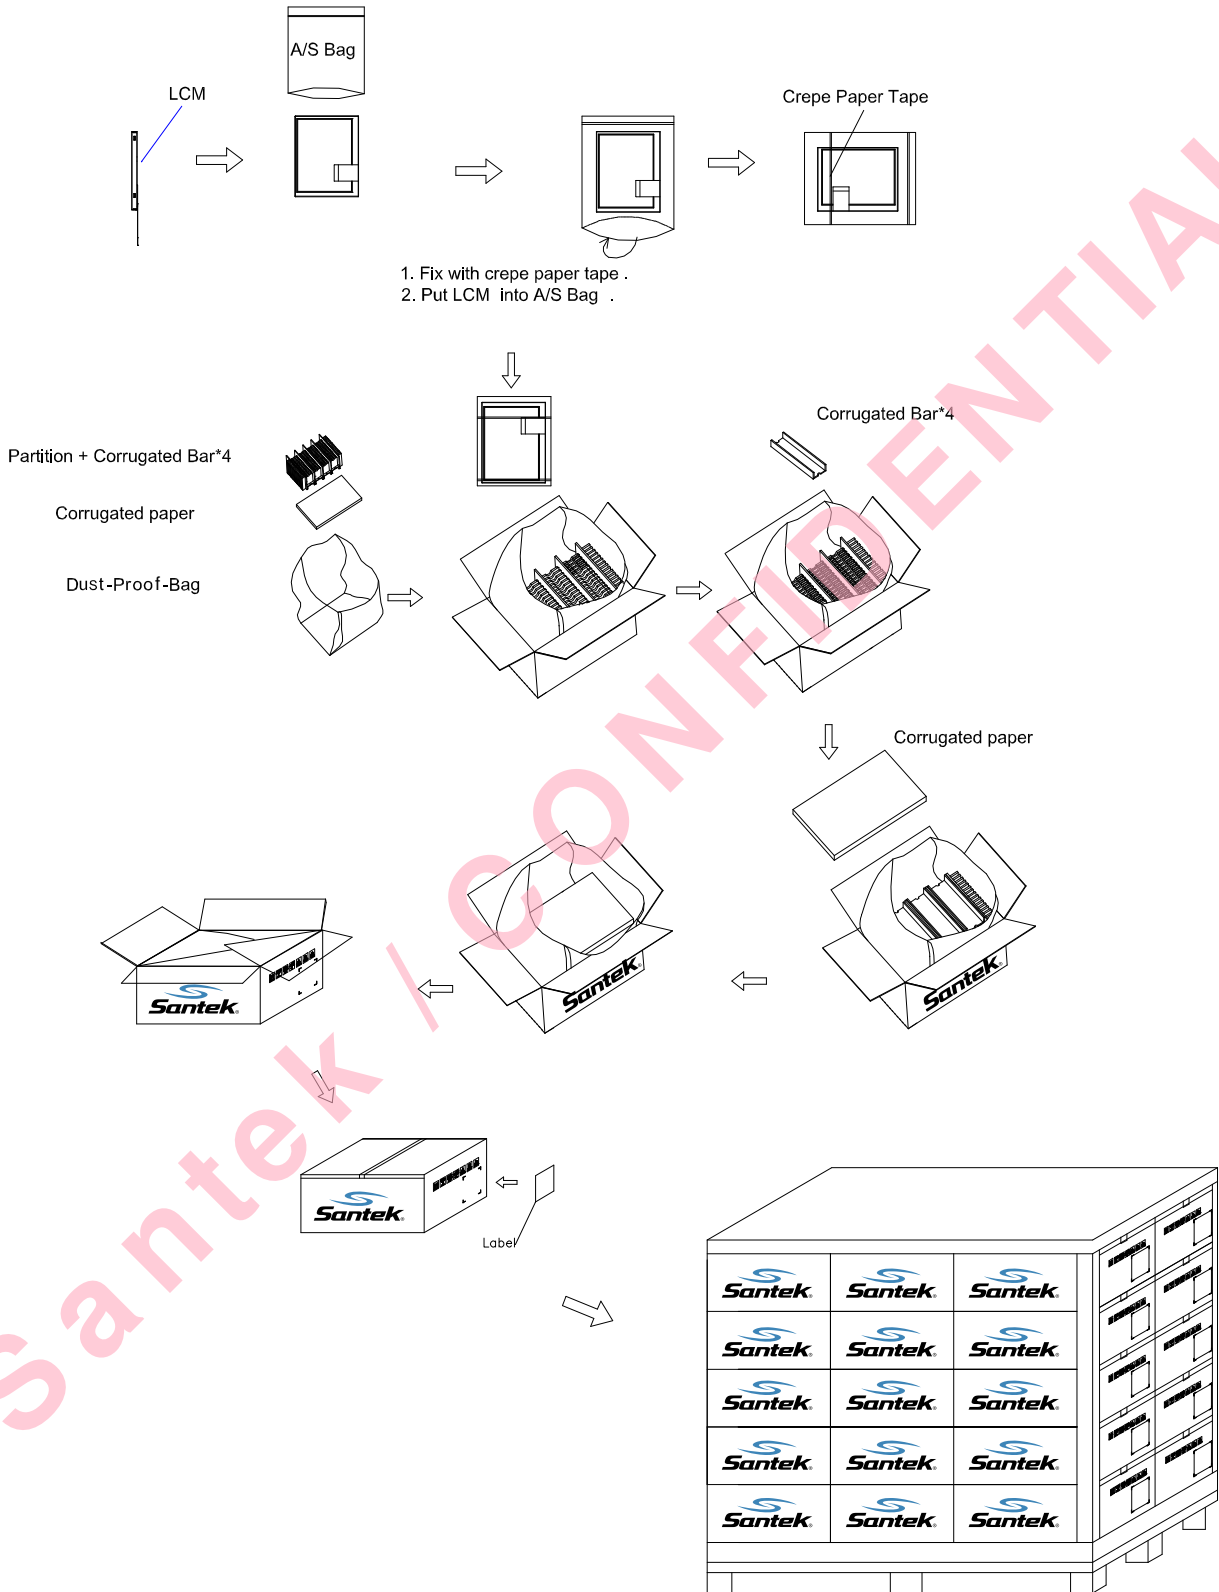 A/S Bag
LCM
Crepe Paper Tape
1. Fix with crepe paper tape .
2. Put LCM into A/S Bag .
Partition + Corrugated Bar*4
Corrugated Bar*4
Corrugated paper
Dust-Proof-Bag
Corrugated paper
Santek
Santek
Santek
Santek
Label
Santek Santek Santek
Santek Santek Santek
Santek Santek Santek
Santek Santek Santek
Santek Santek Santek
Santek / CONFIDENTIAL